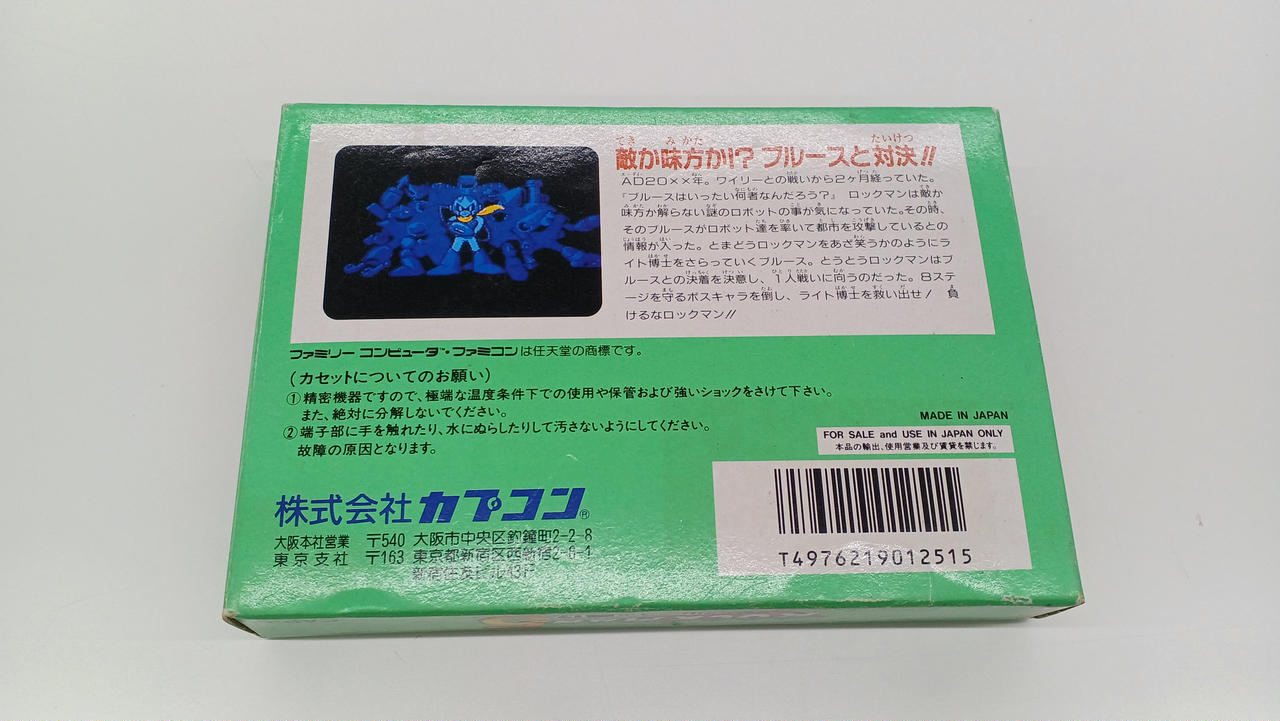 敵か味方か!? ブルースと対決!!
AD20××年。ワイリーとの戦いから2ヶ月経っていた。
『ブルースはいったい何者なんだろう?』 ロックマンは敵か
味方か解らない謎のロボットの事が気になっていた。その時、
そのブルースがロボット達を率いて都市を攻撃しているとの
情報が入った。とまどうロックマンをあざ笑うかのようにラ
イト博士をさらっていくブルース。とうとうロックマンはブ
ルースとの決着を決意し、1人戦いに向うのだった。8ステ
ージを守るボスキャラを倒し、ライト博士を救い出せ! 負
けるなロックマン!!
ファミリー コンピュータ™・ファミコンは任天堂の商標です。
(カセットについてのお願い)
①精密機器ですので、極端な温度条件下での使用や保管および強いショックをさけて下さい。
また、絶対に分解しないでください。
②端子部に手を触れたり、水にぬらしたりして汚さないようにしてください。
故障の原因となります。
MADE IN JAPAN
FOR SALE and USE IN JAPAN ONLY
本品の輸出、使用営業及び賃貸を禁じます。
株式会社 カプコン®
大阪本社営業 〒540 大阪市中央区釣鐘町2-2-8
東京支社 〒163 東京都新宿区西新宿2-6-1
新宿住友ビル43F
T4976219012515